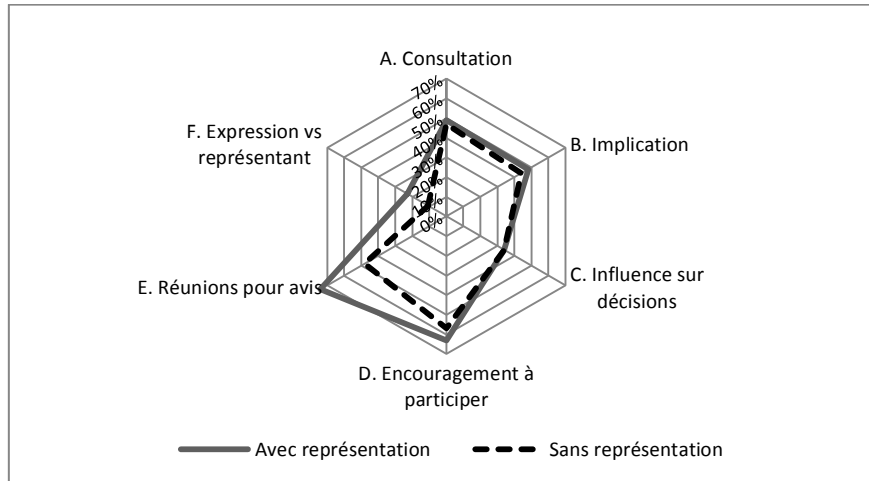 A. Consultation
70%
60%
50%
40%
30%
20%
10%
0%
F. Expression vs
représentant
B. Implication
E. Réunions pour avis
C. Influence sur
décisions
D. Encouragement à
participer
Avec représentation
Sans représentation